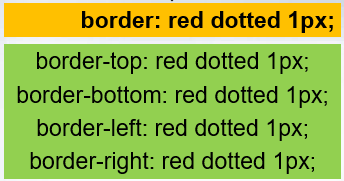 border: red dotted 1px;
border-top: red dotted 1px;
border-bottom: red dotted 1px;
border-left: red dotted 1px;
border-right: red dotted 1px;